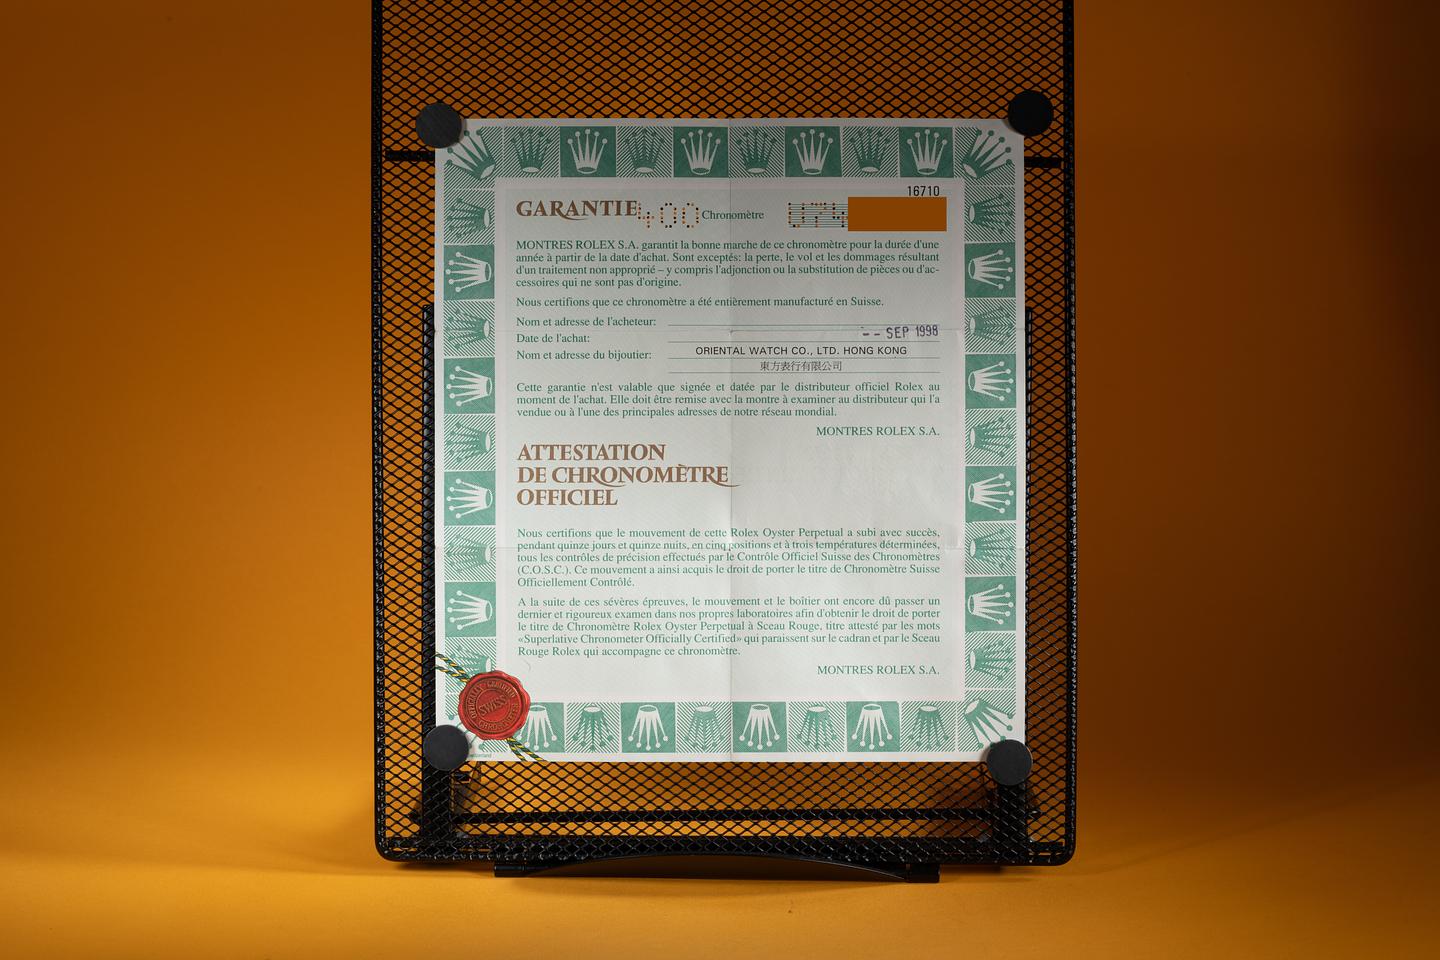 16710
GARANTIE 400 Chronomètre U74
MONTRES ROLEX S.A. garantit la bonne marche de ce chronomètre pour la durée d'une
année à partir de la date d'achat. Sont exceptés: la perte, le vol et les dommages résultant
d'un traitement non approprié – y compris l'adjonction ou la substitution de pièces ou d'ac-
cessoires qui ne sont pas d'origine.
Nous certifions que ce chronomètre a été entièrement manufacturé en Suisse.
Nom et adresse de l'acheteur:
Date de l'achat: -- SEP 1998
Nom et adresse du bijoutier: ORIENTAL WATCH CO., LTD. HONG KONG
東方表行有限公司
Cette garantie n'est valable que signée et datée par le distributeur officiel Rolex au
moment de l'achat. Elle doit être remise avec la montre à examiner au distributeur qui l'a
vendue ou à l'une des principales adresses de notre réseau mondial.
MONTRES ROLEX S.A.
ATTESTATION
DE CHRONOMÈTRE
OFFICIEL
Nous certifions que le mouvement de cette Rolex Oyster Perpetual a subi avec succès,
pendant quinze jours et quinze nuits, en cinq positions et à trois températures déterminées,
tous les contrôles de précision effectués par le Contrôle Officiel Suisse des Chronomètres
(C.O.S.C.). Ce mouvement a ainsi acquis le droit de porter le titre de Chronomètre Suisse
Officiellement Contrôlé.
A la suite de ces sévères épreuves, le mouvement et le boîtier ont encore dû passer un
dernier et rigoureux examen dans nos propres laboratoires afin d'obtenir le droit de porter
le titre de Chronomètre Rolex Oyster Perpetual à Sceau Rouge, titre attesté par les mots
«Superlative Chronometer Officially Certified» qui paraissent sur le cadran et par le Sceau
Rouge Rolex qui accompagne ce chronomètre.
MONTRES ROLEX S.A.
OFFICIALLY CERTIFIED
SWISS
CHRONOMETER